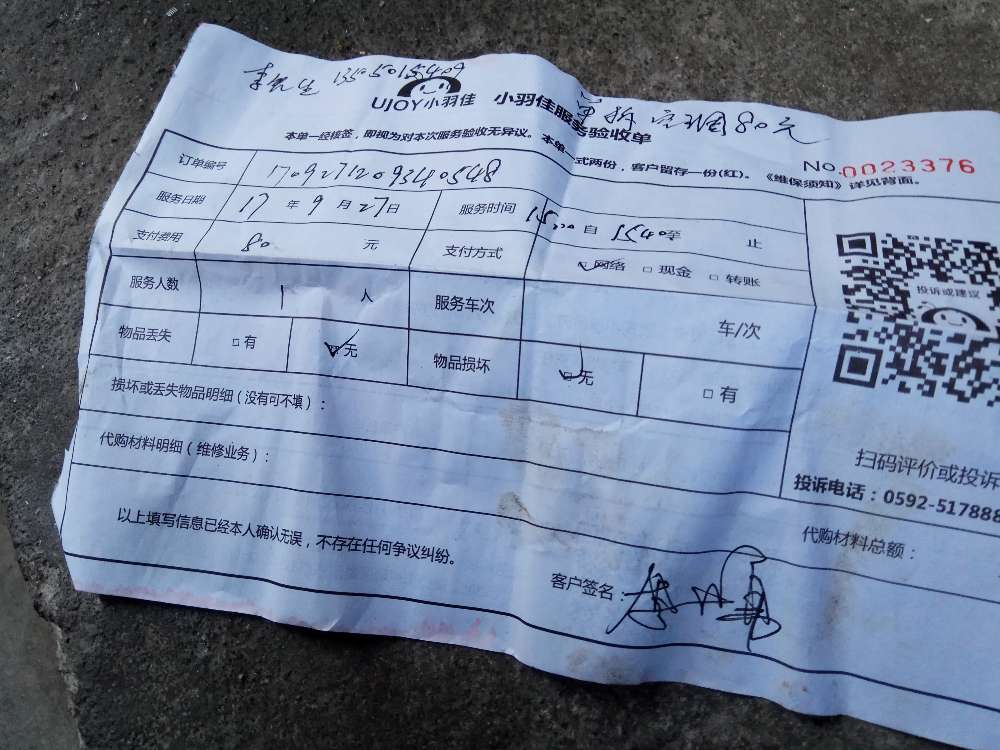 李先生 13505015409
UJOY小羽佳 小羽佳服务验收单
单拆空调80元
本单一经核签，即视为对本次服务验收无异议。本单一式两份，客户留存一份(红)。《维保须知》详见背面。
No.0023376
订单编号 170927120934 0548
服务日期 17 年 9 月 27 日 服务时间 15:00 自 1540 至 止
支付费用 80 元 支付方式 ☑网络 □现金 □转账
服务人数 1 人 服务车次 车/次
物品丢失 □有 ☑无 物品损坏 ☑无 □有
投诉或建议
损坏或丢失物品明细（没有可不填）：
代购材料明细（维修业务）：
扫码评价或投诉
投诉电话：0592-517888
代购材料总额：
以上填写信息已经本人确认无误，不存在任何争议纠纷。
客户签名：